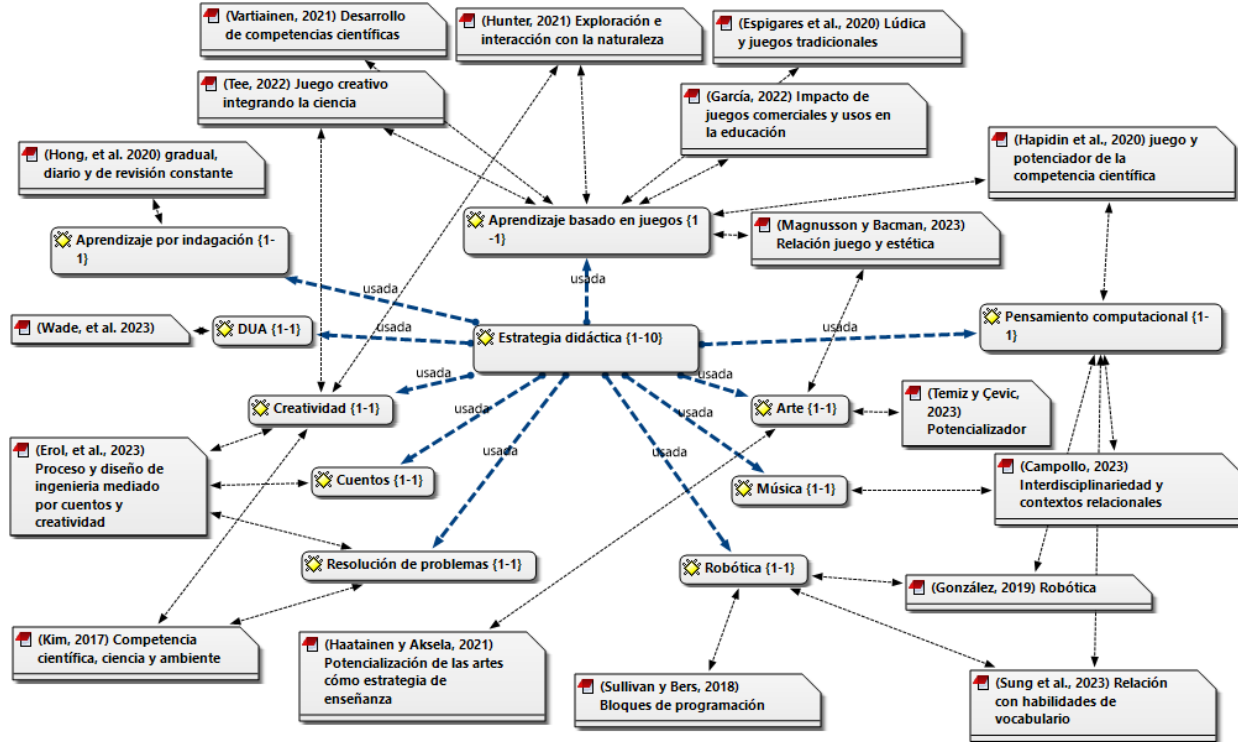 (Vartiainen, 2021) Desarrollo
de competencias científicas
(Hunter, 2021) Exploración e
interacción con la naturaleza
(Espigares et al., 2020) Lúdica
y juegos tradicionales
(Tee, 2022) Juego creativo
integrando la ciencia
(García, 2022) Impacto de
juegos comerciales y usos en
la educación
(Hong, et al. 2020) gradual,
diario y de revisión constante
(Hapidin et al., 2020) juego y
potenciador de la
competencia científica
Aprendizaje por indagación {1-
1}
Aprendizaje basado en juegos {1
-1}
(Magnusson y Bacman, 2023)
Relación juego y estética
usada
usada
(Wade, et al. 2023)
DUA {1-1}
usada
Estrategia didáctica {1-10}
usada
Pensamiento computacional {1-
1}
usada
usada
Creatividad {1-1}
usada
usada
Arte {1-1}
(Temiz y Çevic,
2023)
Potencializador
(Erol, et al., 2023)
Proceso y diseño de
ingenieria mediado
por cuentos y
creatividad
usada
usada
Cuentos {1-1}
Música {1-1}
(Campollo, 2023)
Interdisciplinariedad y
contextos relacionales
Resolución de problemas {1-1}
Robótica {1-1}
(González, 2019) Robótica
(Kim, 2017) Competencia
científica, ciencia y ambiente
(Haatainen y Aksela, 2021)
Potencialización de las artes
cómo estrategia de
enseñanza
(Sullivan y Bers, 2018)
Bloques de programación
(Sung et al., 2023) Relación
con habilidades de
vocabulario